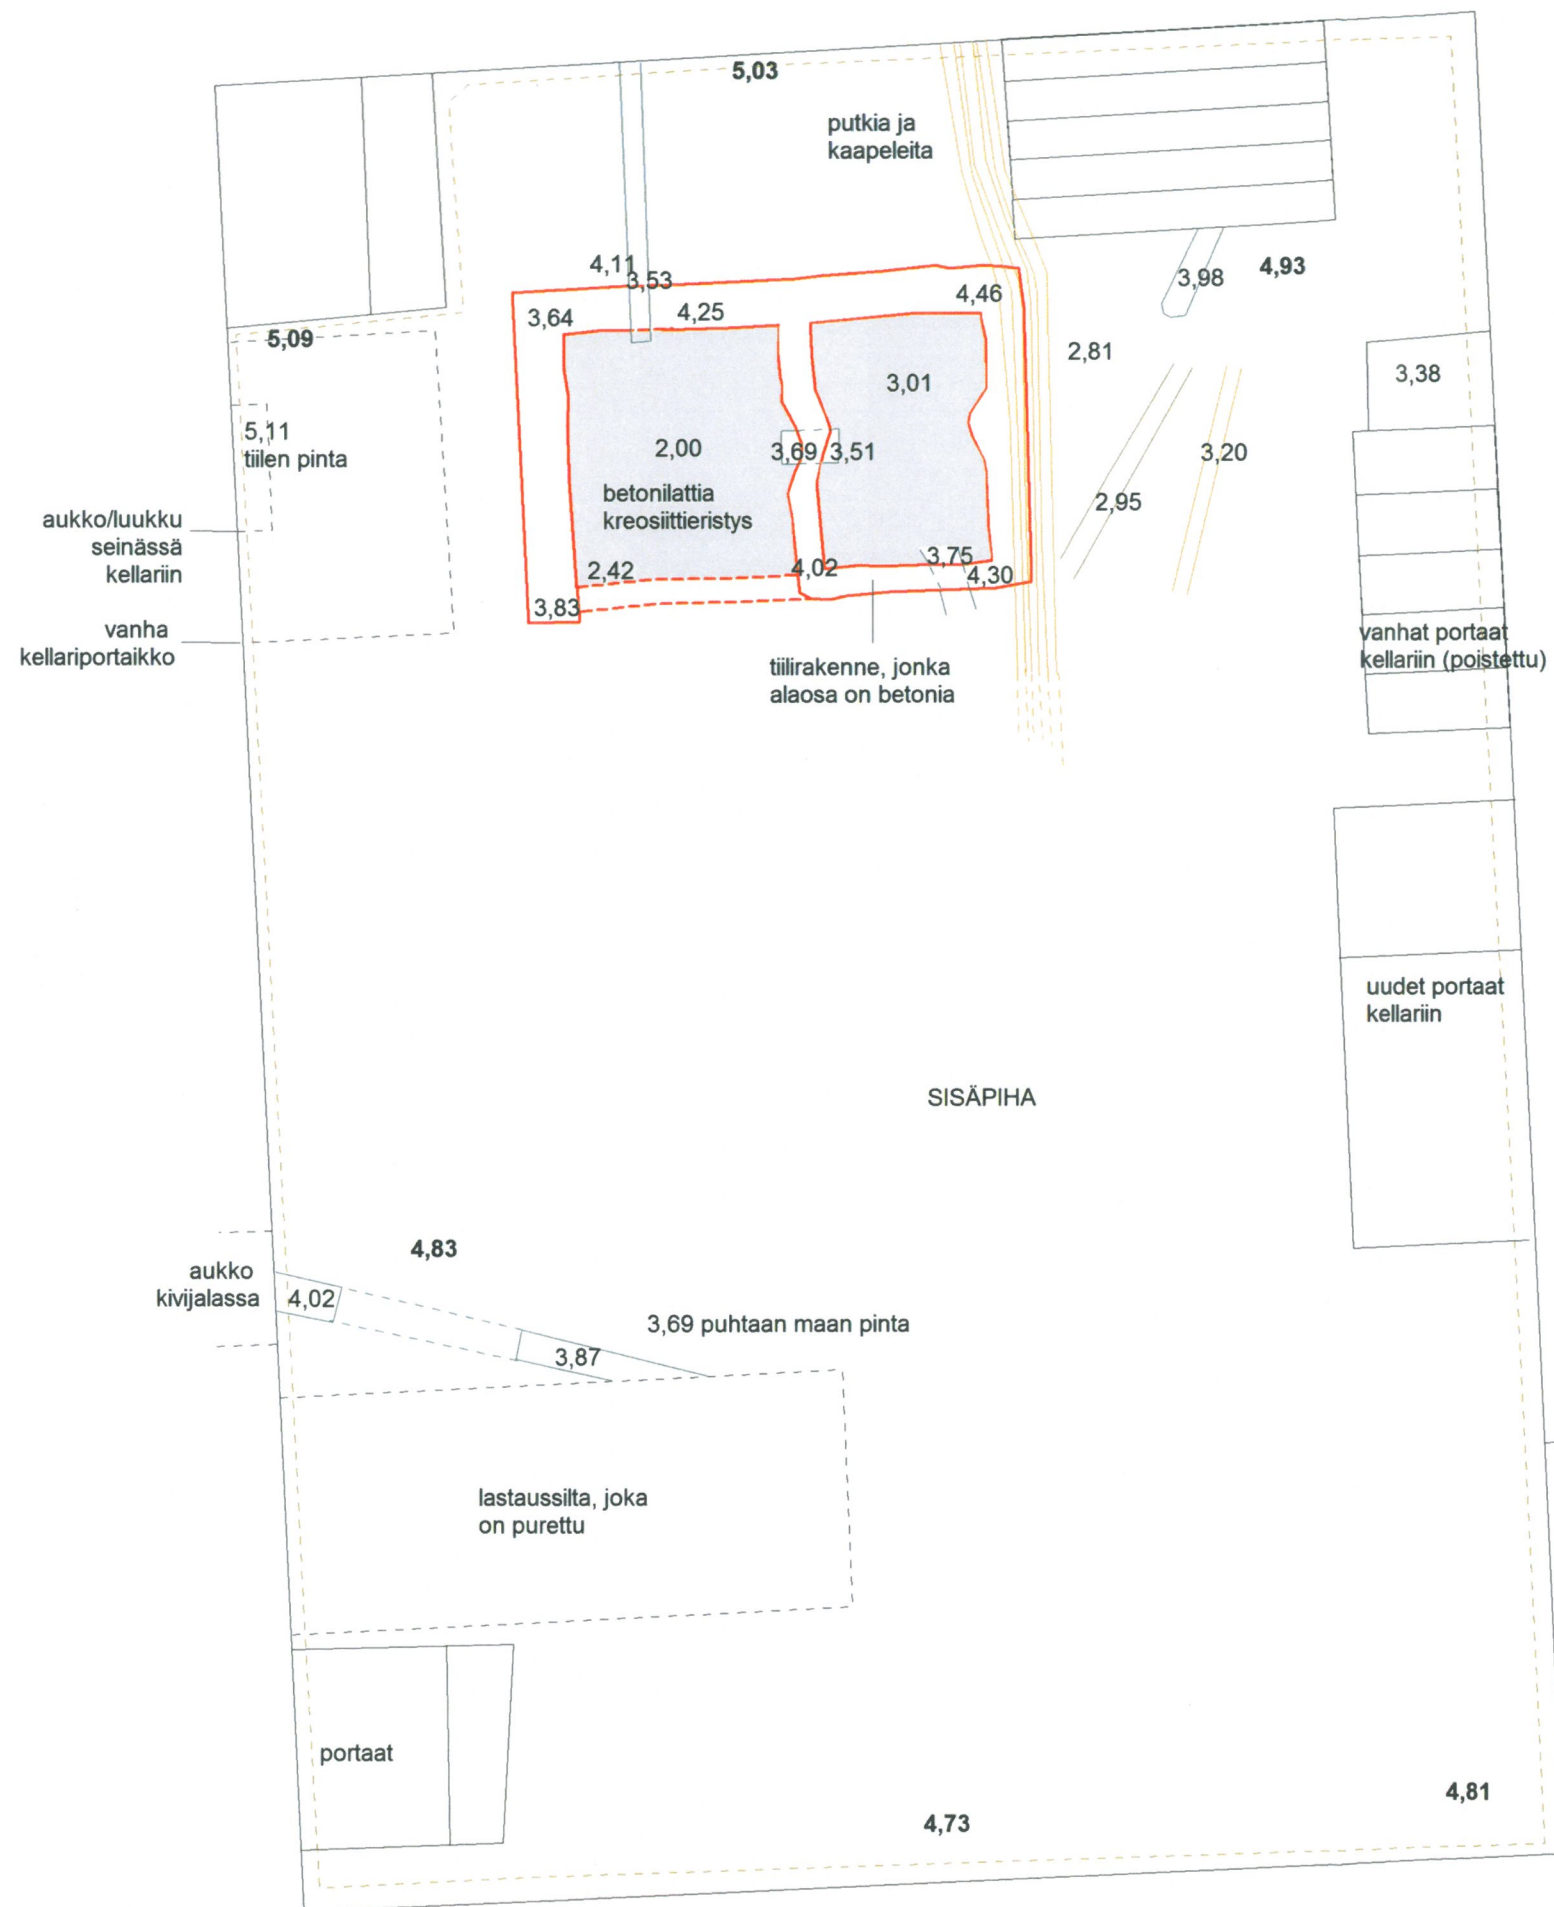 5,03
putkia ja
kaapeleita
4,11
3,53
4,25
3,64
4,46
3,98
4,93
5,09
2,81
3,01
3,38
5,11
tiilen pinta
2,00
3,69
3,51
3,20
betonilattia
kreosiittieristys
2,95
aukko/luukku
seinässä
kellariin
2,42
4,02
3,75
4,30
3,83
vanha
kellariportaikko
vanhat portaat
kellariin (poistettu)
tiilirakenne, jonka
alaosa on betonia
uudet portaat
kellariin
SISÄPIHA
4,83
aukko
kivijalassa
4,02
3,69 puhtaan maan pinta
3,87
lastaussilta, joka
on purettu
portaat
4,81
4,73